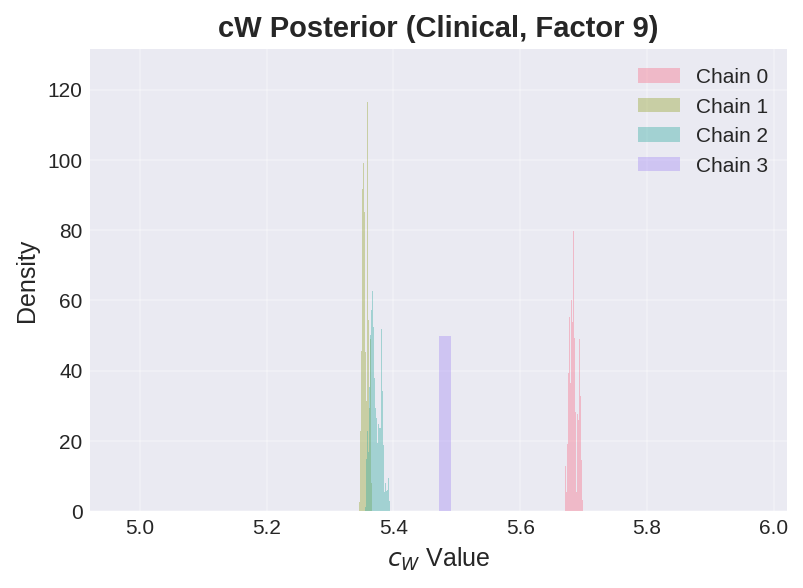 cW Posterior (Clinical, Factor 9)
Chain 0
Chain 1
Chain 2
Chain 3
Density
120
100
80
60
40
20
0
5.0 5.2 5.4 5.6 5.8 6.0
c_W Value